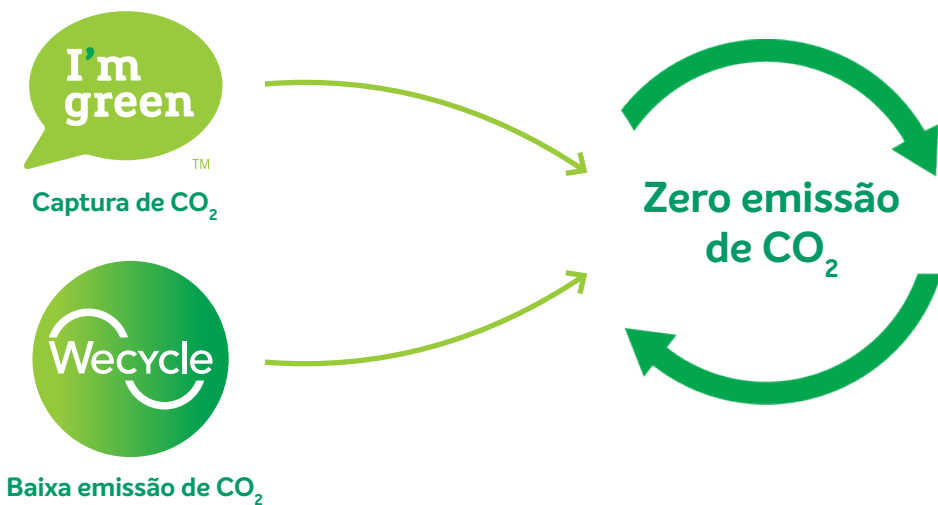 I'm
green
TM
Captura de CO₂
Zero emissão
de CO₂
Wecycle
Baixa emissão de CO₂